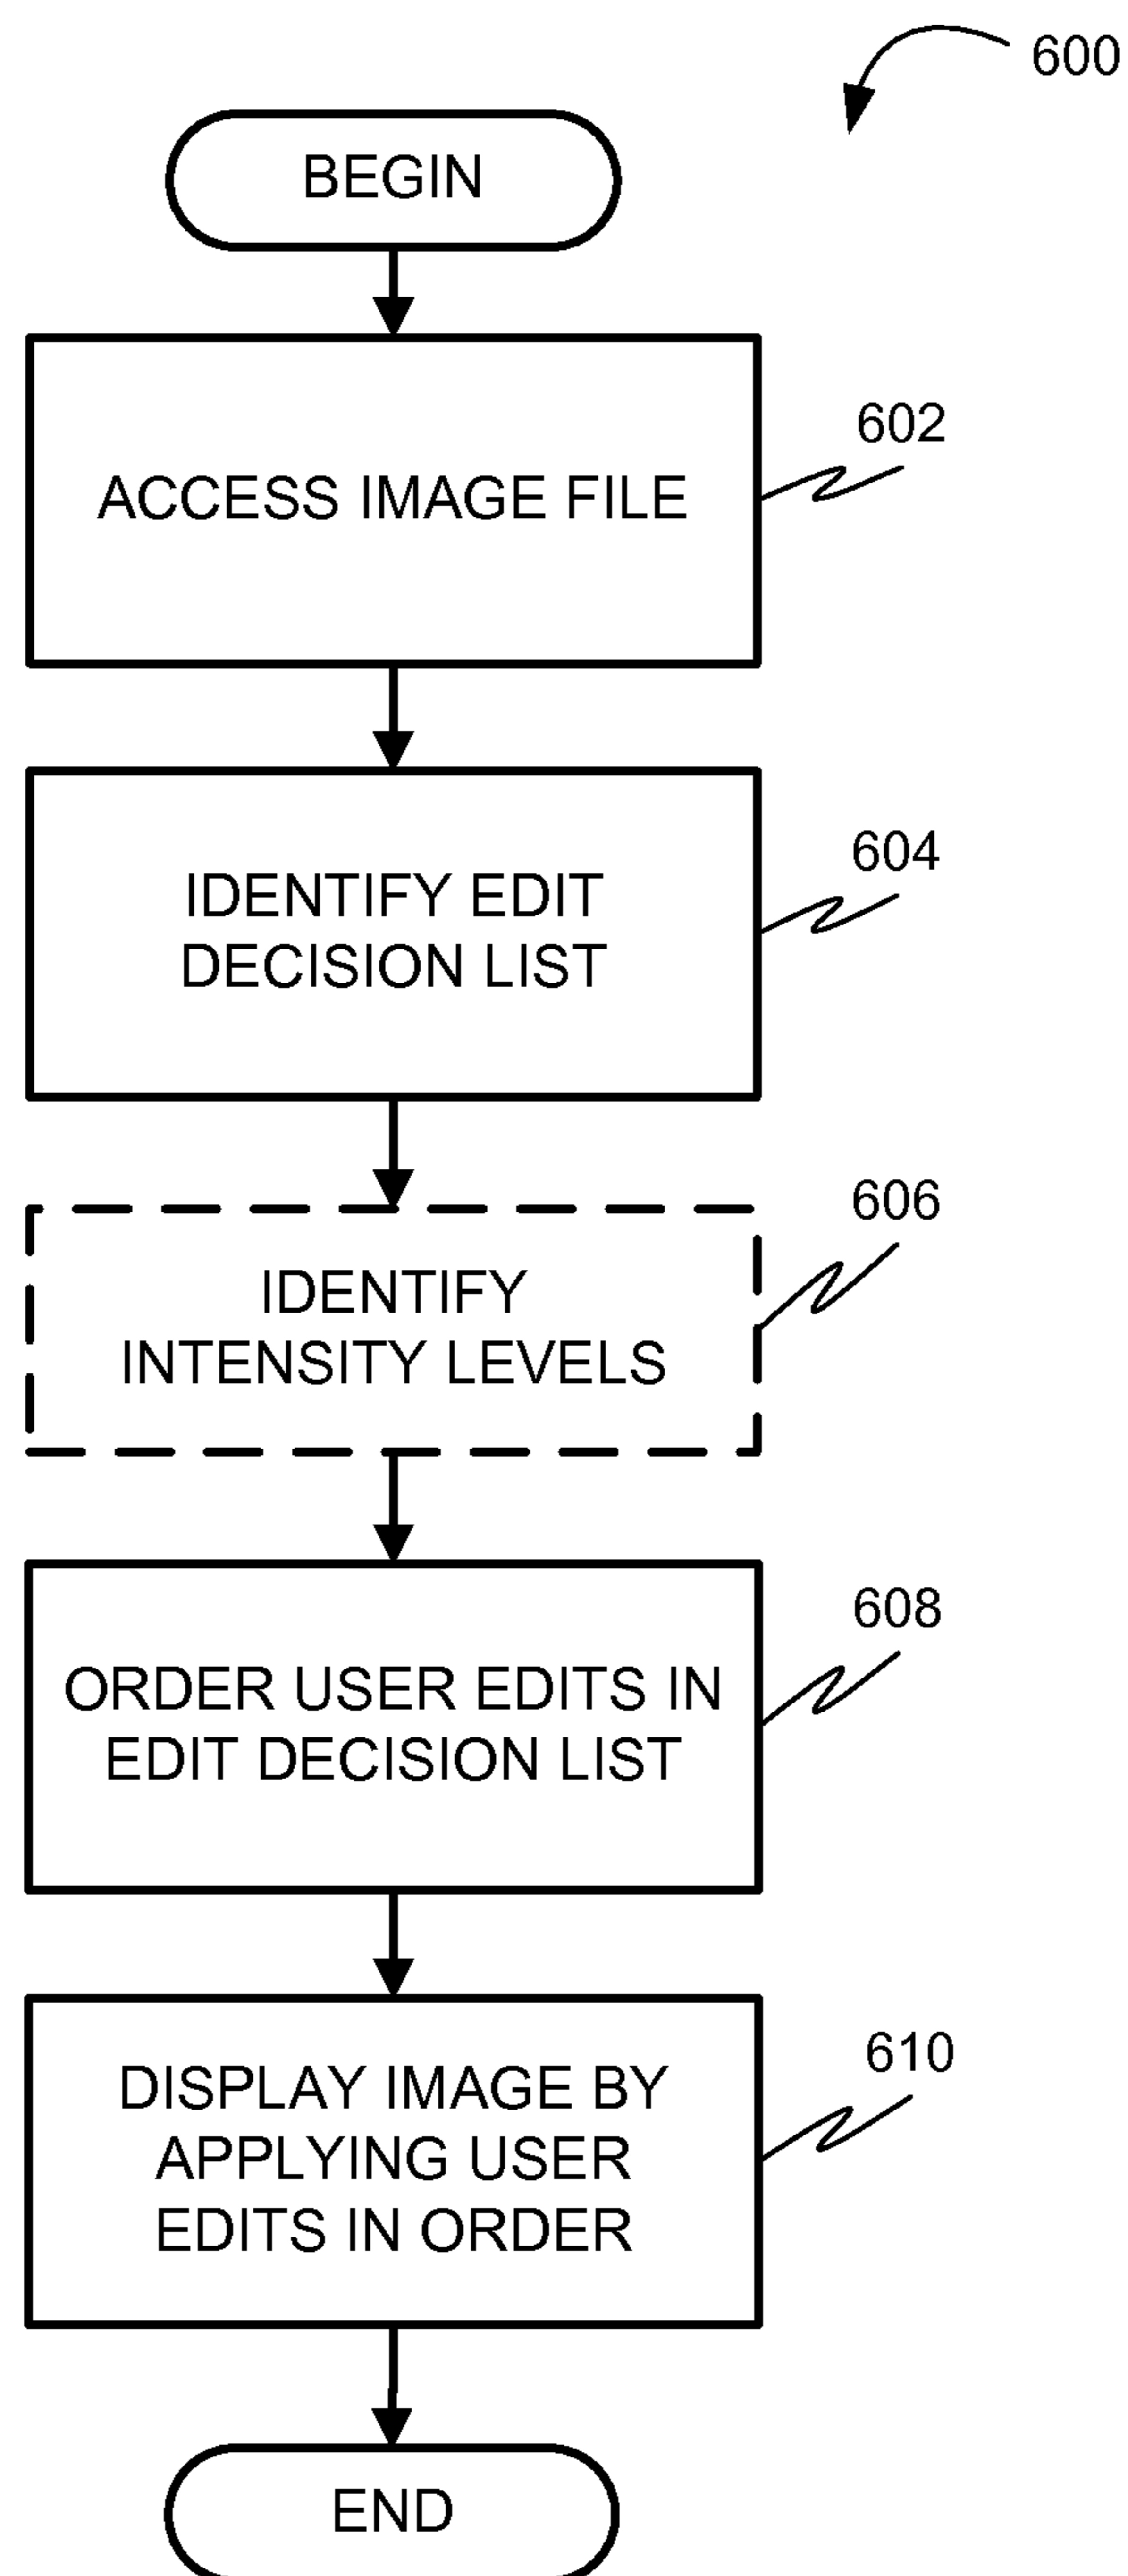 600
BEGIN
602
ACCESS IMAGE FILE
604
IDENTIFY EDIT
DECISION LIST
606
IDENTIFY
INTENSITY LEVELS
608
ORDER USER EDITS IN
EDIT DECISION LIST
610
DISPLAY IMAGE BY
APPLYING USER
EDITS IN ORDER
END